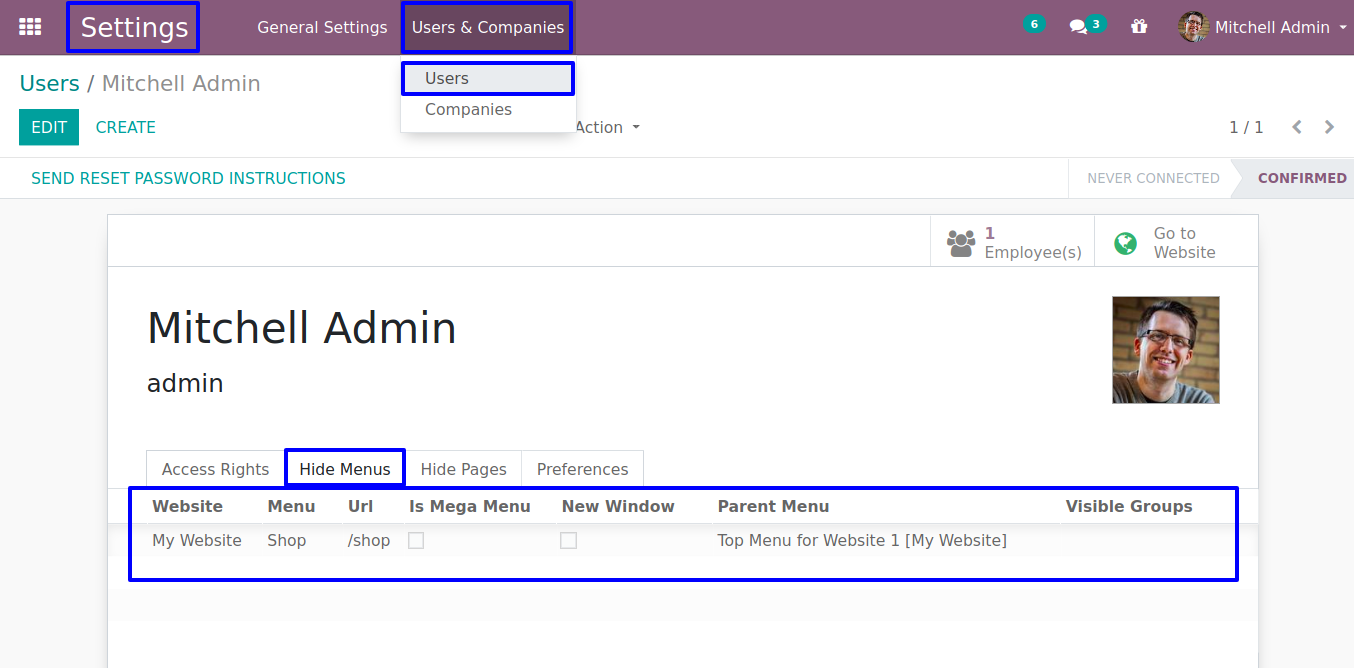 Settings General Settings Users & Companies 6 3 Mitchell Admin
Users
Companies
Users / Mitchell Admin
EDIT CREATE Action 1 / 1
SEND RESET PASSWORD INSTRUCTIONS NEVER CONNECTED CONFIRMED
1
Employee(s)
Go to
Website
Mitchell Admin
admin
Access Rights Hide Menus Hide Pages Preferences
Website Menu Url Is Mega Menu New Window Parent Menu Visible Groups
My Website Shop /shop Top Menu for Website 1 [My Website]